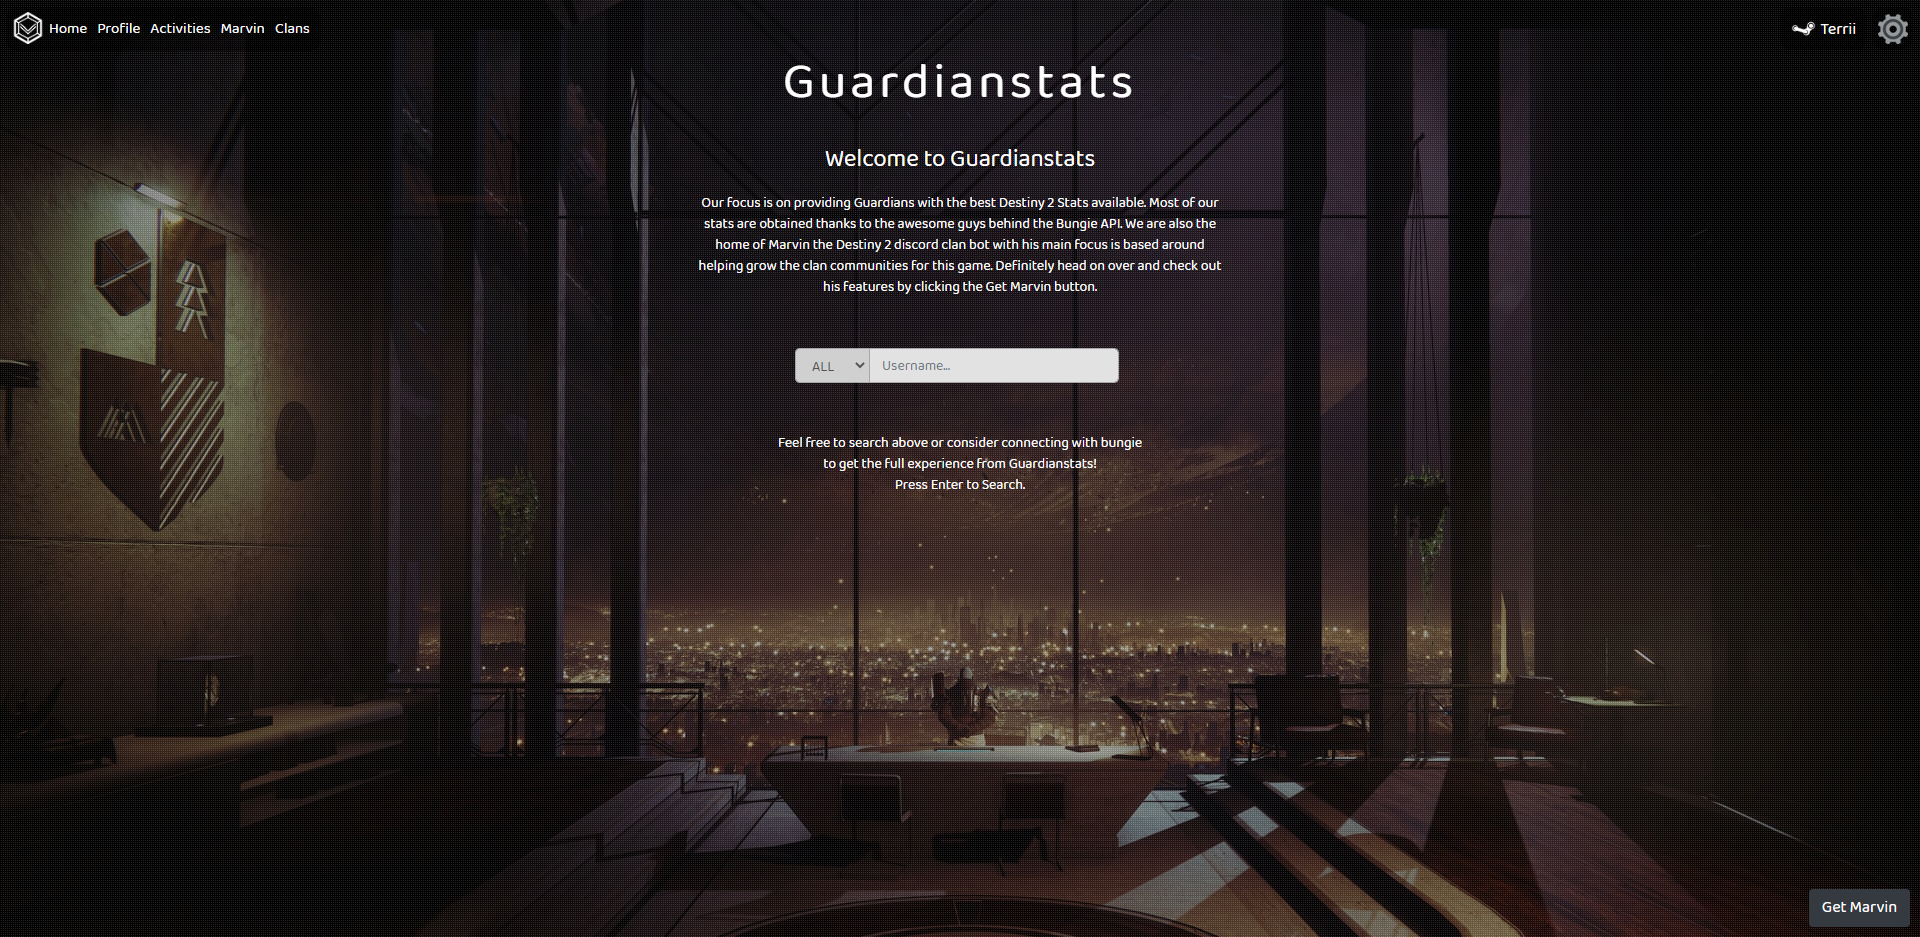 Home Profile Activities Marvin Clans
Terrii
Guardianstats
Welcome to Guardianstats
Our focus is on providing Guardians with the best Destiny 2 Stats available. Most of our
stats are obtained thanks to the awesome guys behind the Bungie API. We are also the
home of Marvin the Destiny 2 discord clan bot with his main focus is based around
helping grow the clan communities for this game. Definitely head on over and check out
his features by clicking the Get Marvin button.
ALL
Username...
Feel free to search above or consider connecting with bungie
to get the full experience from Guardianstats!
Press Enter to Search.
Get Marvin